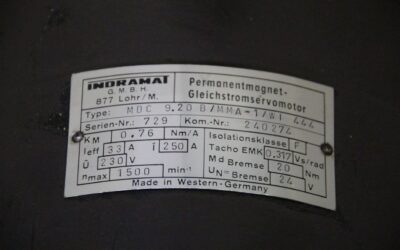 INDRAMAT
G.M.B.H.
877 Lohr/M.
Permanentmagnet-
Gleichstromservomotor
Type: MDC 9.20 B/MMA-1/W1 444
Serien-Nr.: 729 Kom.-Nr.: 240274
KM 0.76 Nm/A Isolationsklasse F
Ieff 33 A Î 250 A Tacho EMK 0.317 Vs/rad
Û 230 V Md Bremse 20 Nm
nmax 1500 min-1 UN= Bremse 24 V
Made in Western-Germany